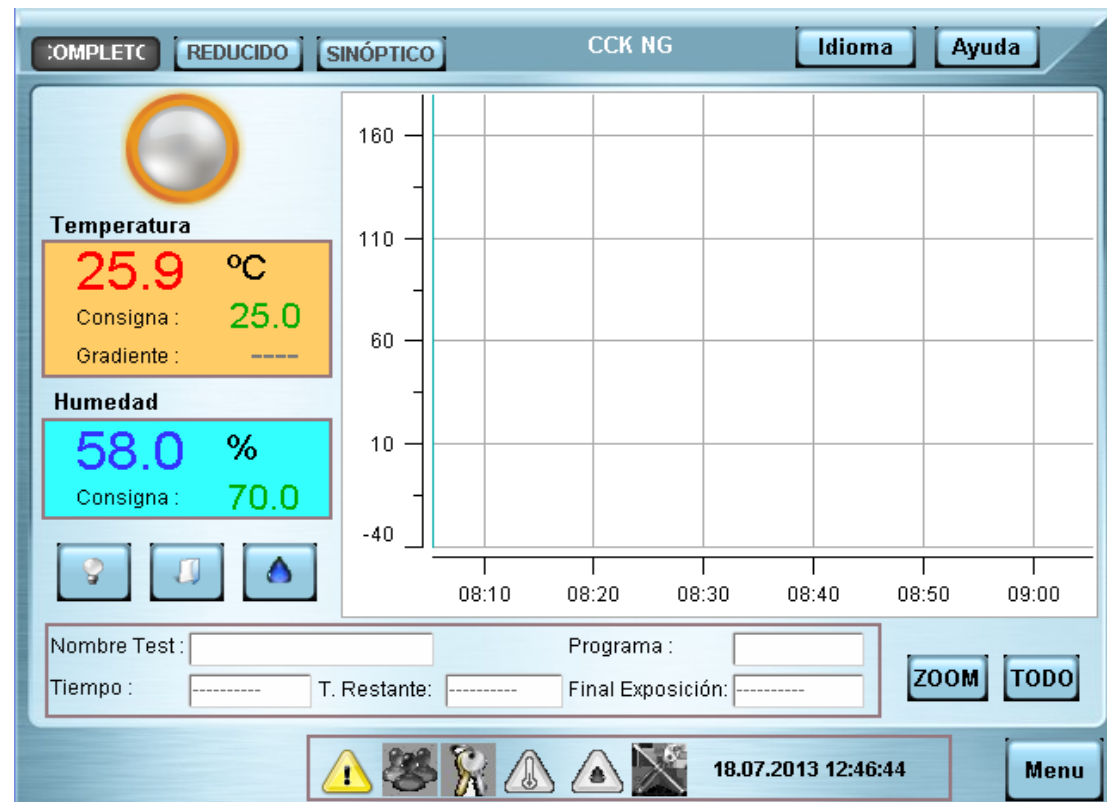 :OMPLETC REDUCIDO SINÓPTICO CCK NG Idioma Ayuda
Temperatura
25.9 ºC
Consigna : 25.0
Gradiente : ----
Humedad
58.0 %
Consigna : 70.0
160
110
60
10
-40
08:10 08:20 08:30 08:40 08:50 09:00
Nombre Test : Programa :
Tiempo : ---------- T. Restante: ---------- Final Exposición: ----------
ZOOM TODO
18.07.2013 12:46:44
Menu